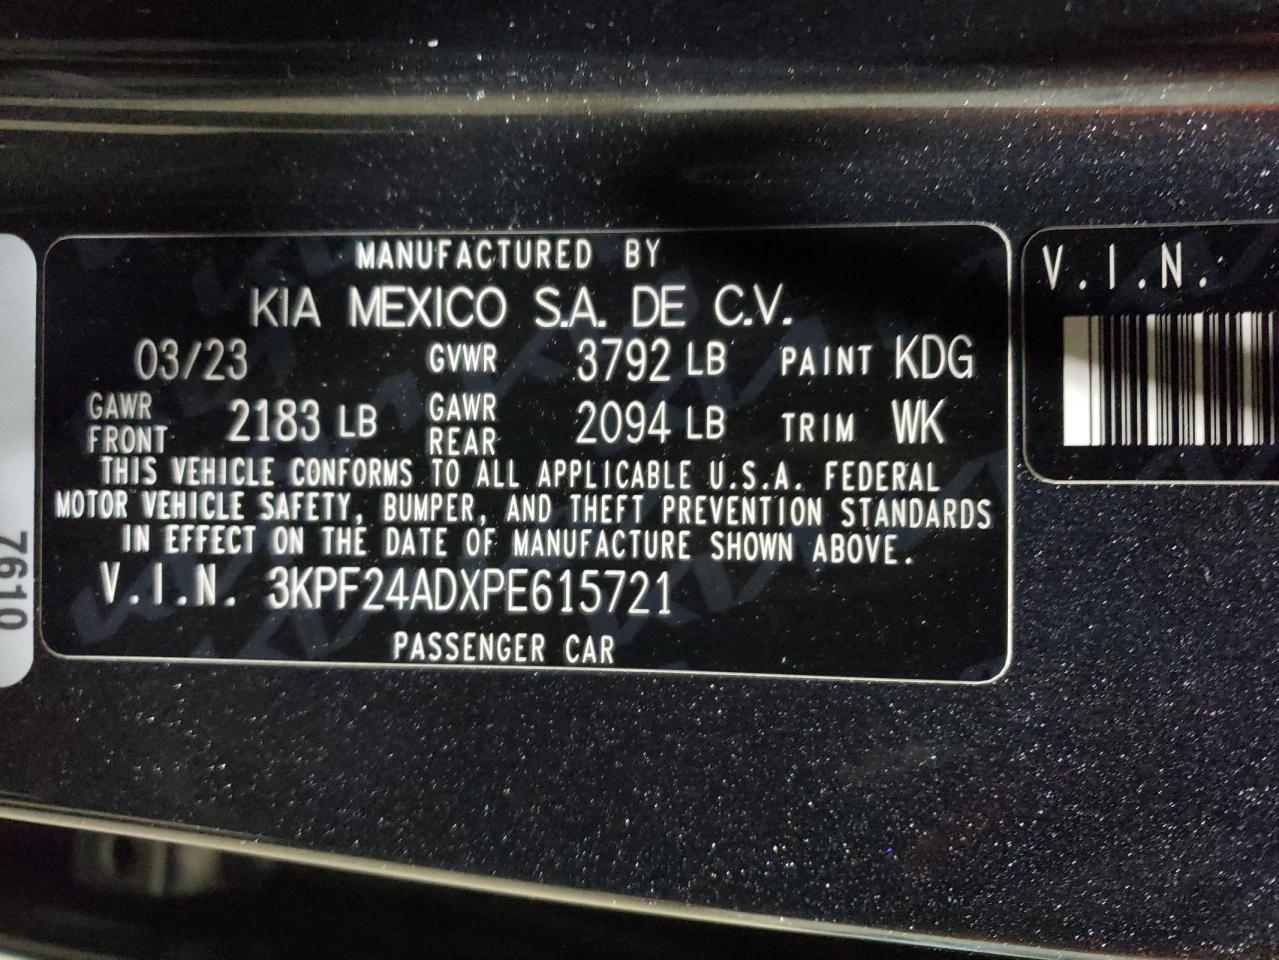 MANUFACTURED BY
KIA MEXICO S.A. DE C.V.
03/23 GVWR 3792 LB PAINT KDG
GAWR FRONT 2183 LB GAWR REAR 2094 LB TRIM WK
THIS VEHICLE CONFORMS TO ALL APPLICABLE U.S.A. FEDERAL
MOTOR VEHICLE SAFETY, BUMPER, AND THEFT PREVENTION STANDARDS
IN EFFECT ON THE DATE OF MANUFACTURE SHOWN ABOVE.
V.I.N. 3KPF24ADXPE615721
PASSENGER CAR
V.I.N.
7610